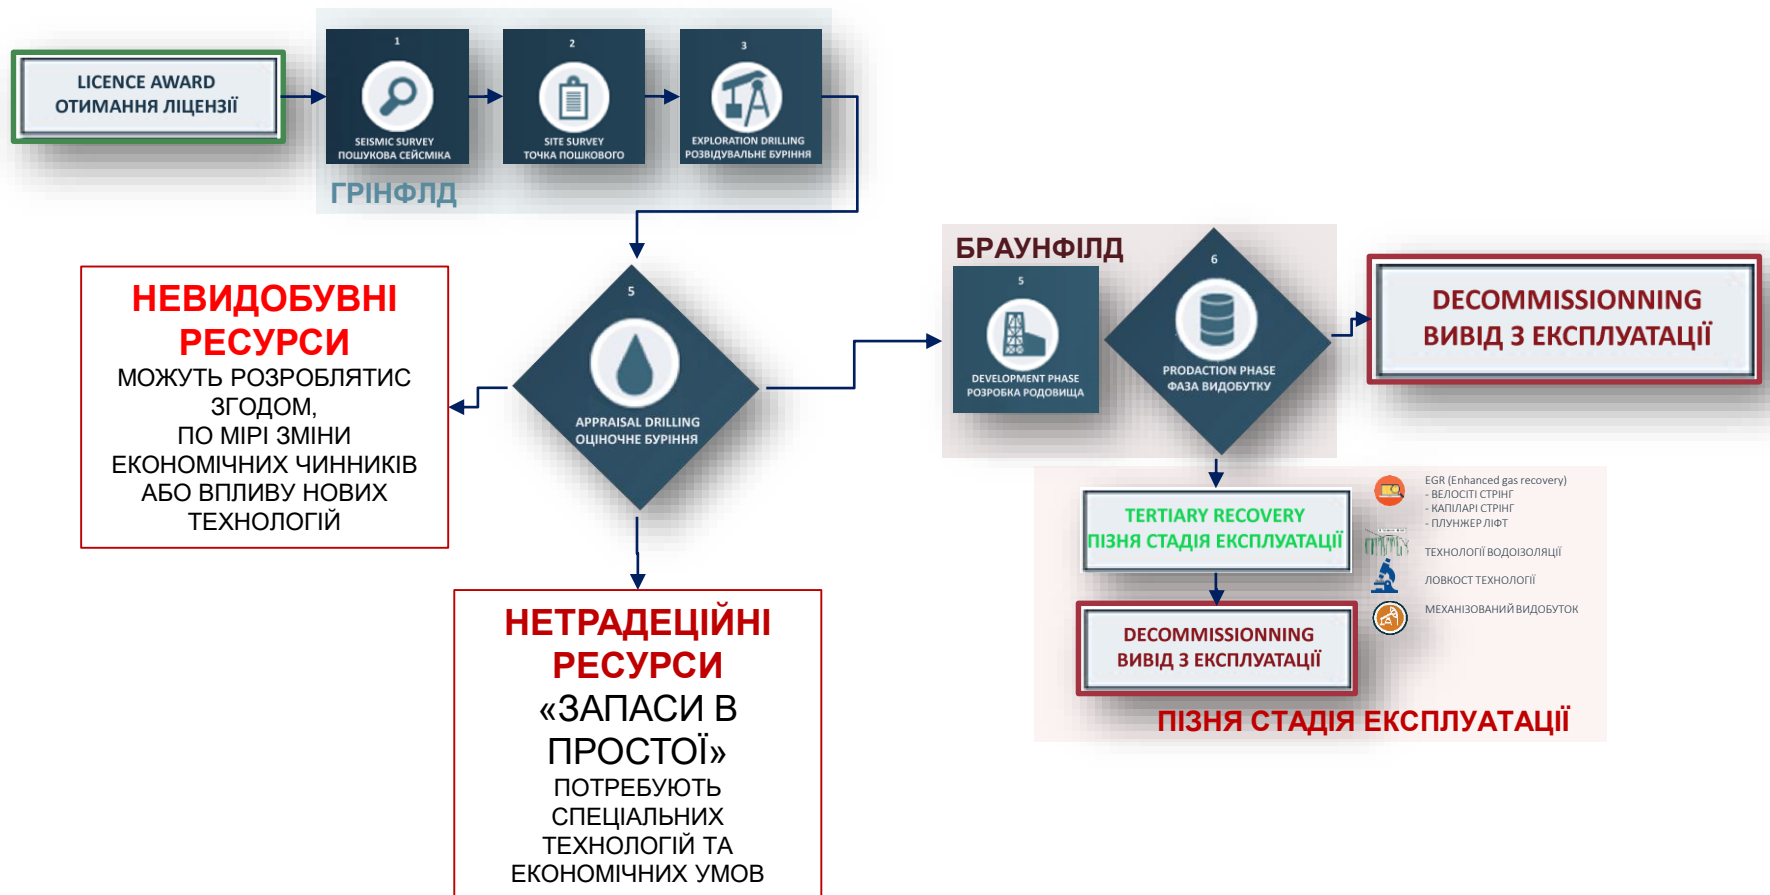 LICENCE AWARD
ОТИМАННЯ ЛІЦЕНЗІЇ
1
SEISMIC SURVEY
ПОШУКОВА СЕЙСМІКА
2
SITE SURVEY
ТОЧКА ПОШКОВОГО
3
EXPLORATION DRILLING
РОЗВІДУВАЛЬНЕ БУРІННЯ
ГРІНФЛД
НЕВИДОБУВНІ
РЕСУРСИ
МОЖУТЬ РОЗРОБЛЯТИС
ЗГОДОМ,
ПО МІРІ ЗМІНИ
ЕКОНОМІЧНИХ ЧИННИКІВ
АБО ВПЛИВУ НОВИХ
ТЕХНОЛОГІЙ
5
APPRAISAL DRILLING
ОЦІНОЧНЕ БУРІННЯ
НЕТРАДЕЦІЙНІ
РЕСУРСИ
«ЗАПАСИ В
ПРОСТОЇ»
ПОТРЕБУЮТЬ
СПЕЦІАЛЬНИХ
ТЕХНОЛОГІЙ ТА
ЕКОНОМІЧНИХ УМОВ
БРАУНФІЛД
5
DEVELOPMENT PHASE
РОЗРОБКА РОДОВИЩА
6
PRODACTION PHASE
ФАЗА ВИДОБУТКУ
DECOMMISSIONNING
ВИВІД З ЕКСПЛУАТАЦІЇ
TERTIARY RECOVERY
ПІЗНЯ СТАДІЯ ЕКСПЛУАТАЦІЇ
DECOMMISSIONNING
ВИВІД З ЕКСПЛУАТАЦІЇ
EGR (Enhanced gas recovery)
- ВЕЛОСІТІ СТРІНГ
- КАПІЛАРІ СТРІНГ
- ПЛУНЖЕР ЛІФТ
ТЕХНОЛОГІЇ ВОДОІЗОЛЯЦІЇ
ЛОВКОСТ ТЕХНОЛОГІЇ
МЕХАНІЗОВАНИЙ ВИДОБУТОК
ПІЗНЯ СТАДІЯ ЕКСПЛУАТАЦІЇ